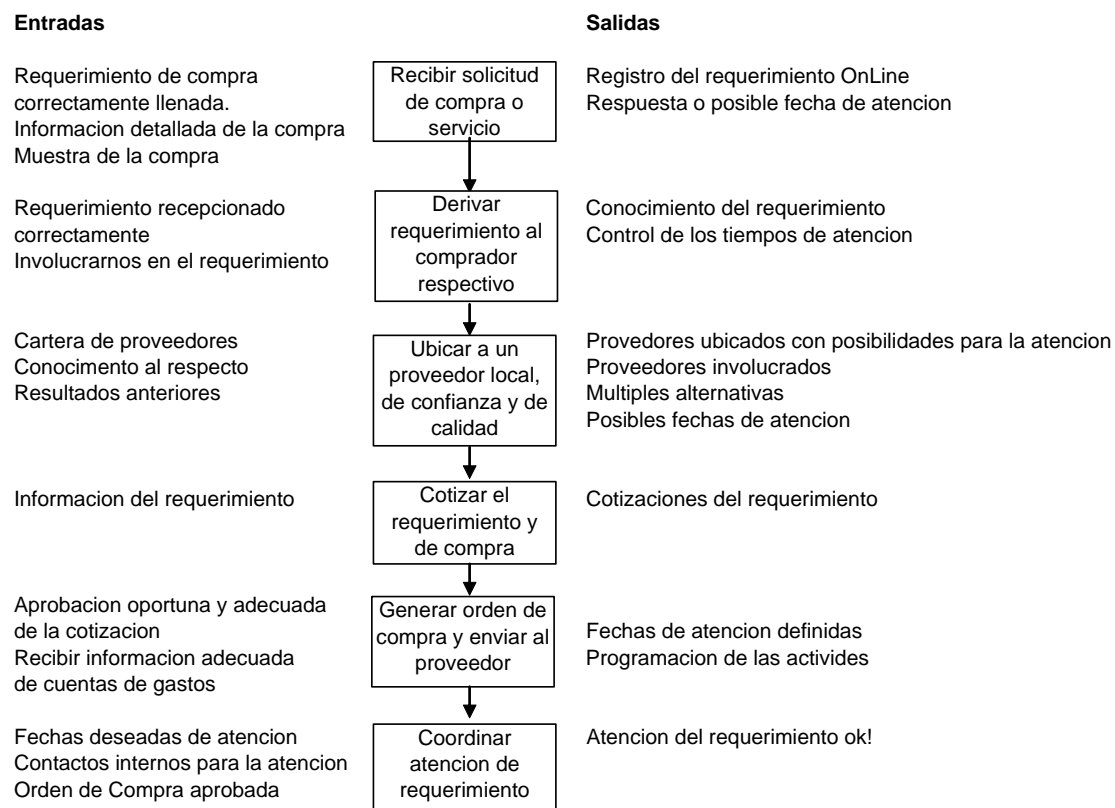 Entradas
Salidas
Requerimiento de compra
correctamente llenada.
Informacion detallada de la compra
Muestra de la compra
Recibir solicitud
de compra o
servicio
Registro del requerimiento OnLine
Respuesta o posible fecha de atencion
Requerimiento recepcionado
correctamente
Involucrarnos en el requerimiento
Derivar
requerimiento al
comprador
respectivo
Conocimiento del requerimiento
Control de los tiempos de atencion
Cartera de proveedores
Conocimento al respecto
Resultados anteriores
Ubicar a un
proveedor local,
de confianza y de
calidad
Provedores ubicados con posibilidades para la atencion
Proveedores involucrados
Multiples alternativas
Posibles fechas de atencion
Informacion del requerimiento
Cotizar el
requerimiento y
de compra
Cotizaciones del requerimiento
Aprobacion oportuna y adecuada
de la cotizacion
Recibir informacion adecuada
de cuentas de gastos
Generar orden de
compra y enviar al
proveedor
Fechas de atencion definidas
Programacion de las activides
Fechas deseadas de atencion
Contactos internos para la atencion
Orden de Compra aprobada
Coordinar
atencion de
requerimiento
Atencion del requerimiento ok!